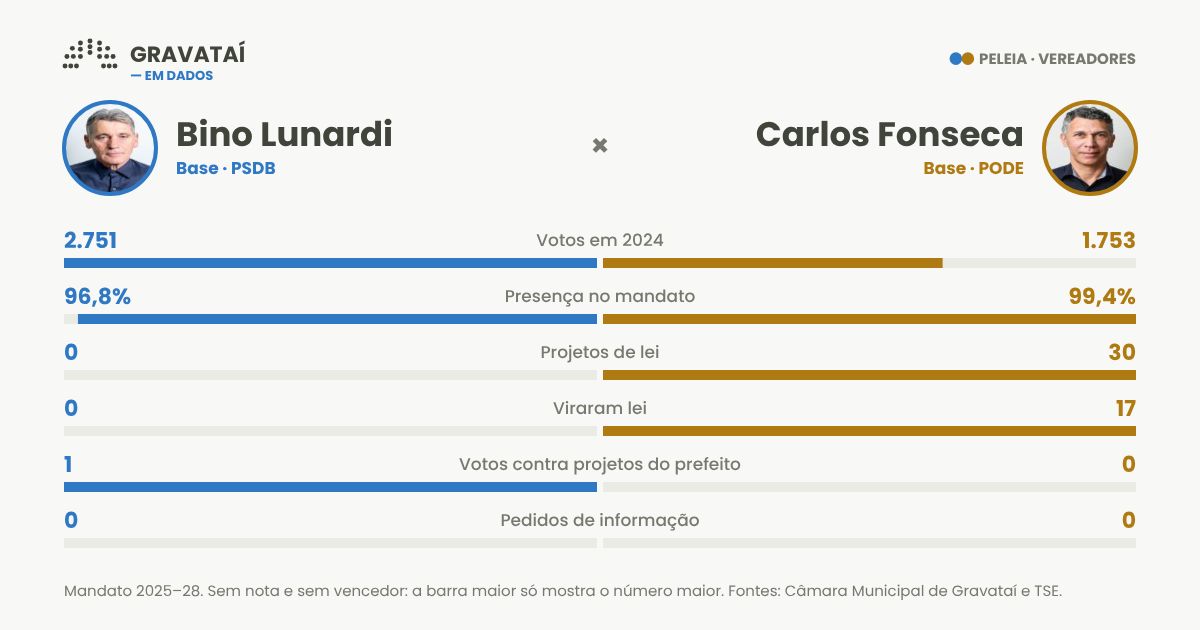 GRAVATAÍ
— EM DADOS
PELEIA · VEREADORES
Bino Lunardi
Base · PSDB
×
Carlos Fonseca
Base · PODE
2.751 Votos em 2024 1.753
96,8% Presença no mandato 99,4%
0 Projetos de lei 30
0 Viraram lei 17
1 Votos contra projetos do prefeito 0
0 Pedidos de informação 0
Mandato 2025–28. Sem nota e sem vencedor: a barra maior só mostra o número maior. Fontes: Câmara Municipal de Gravataí e TSE.